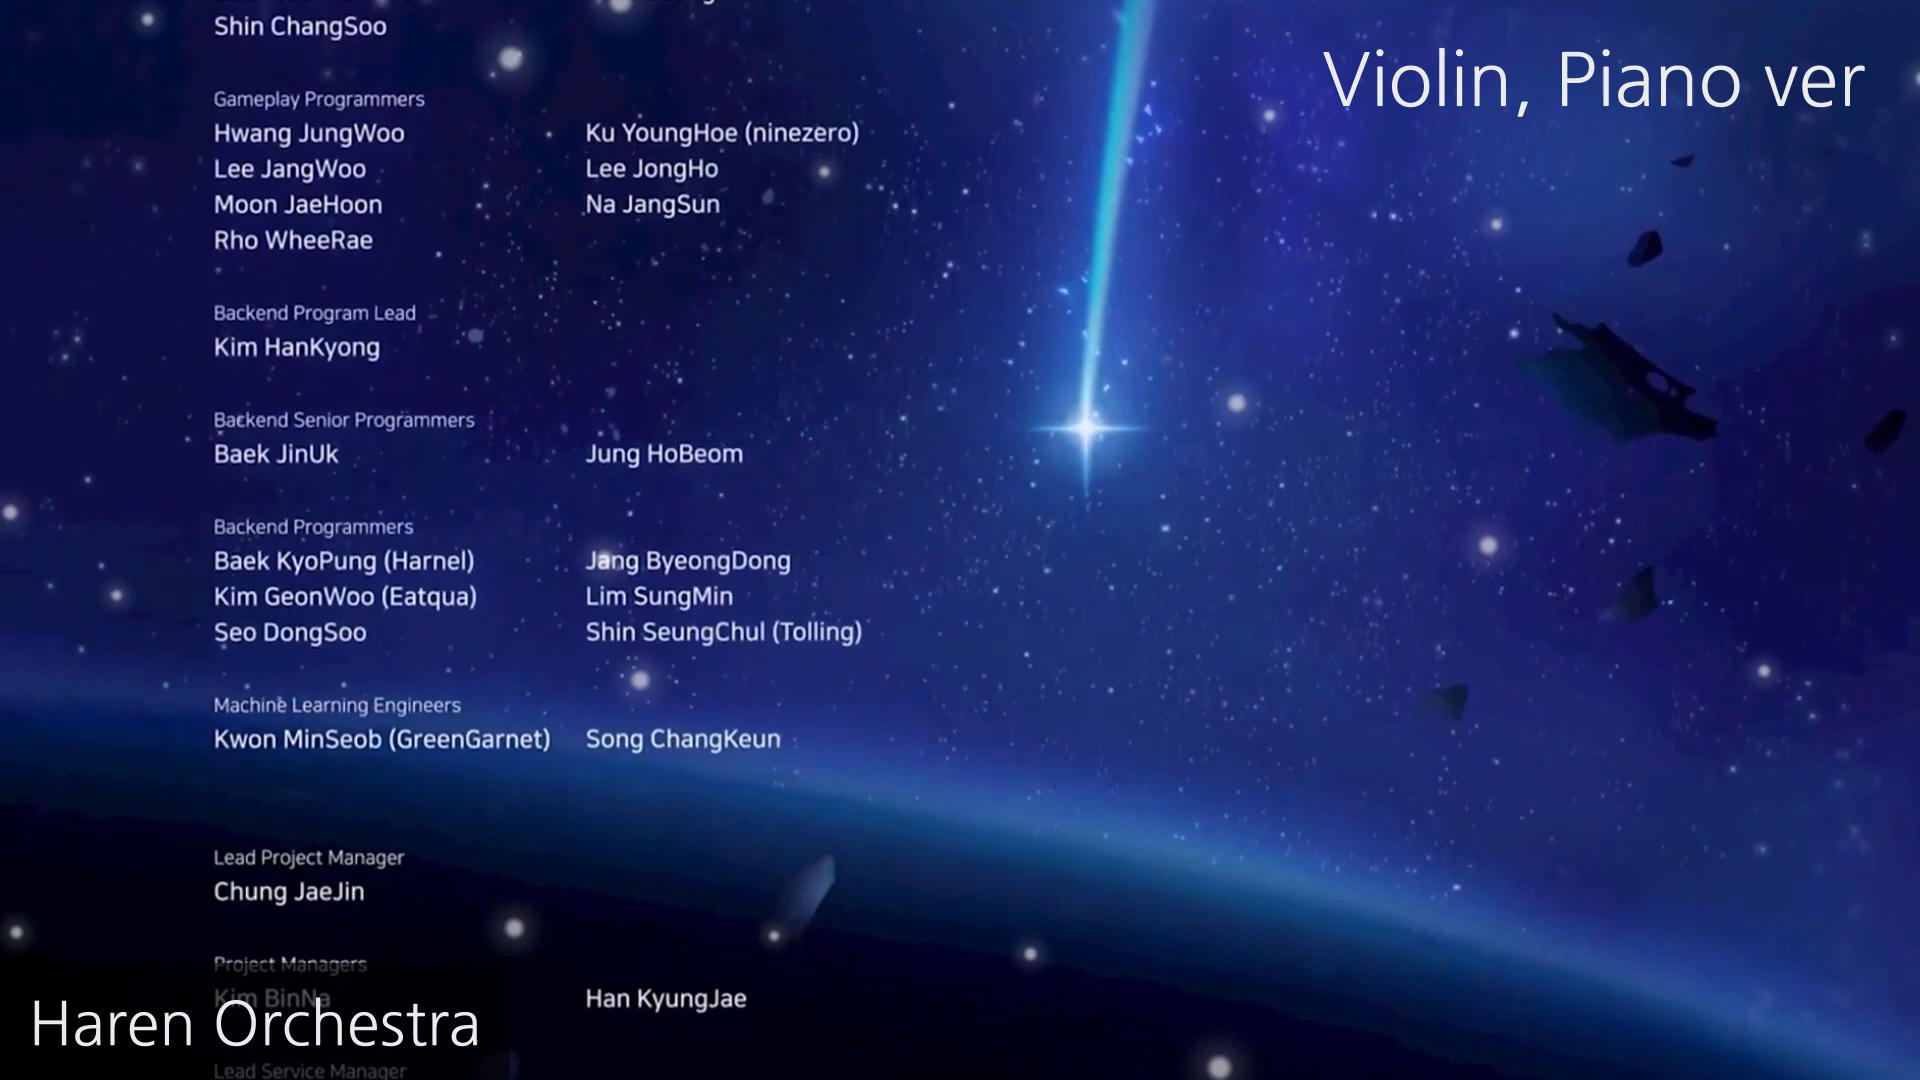 Shin ChangSoo
Violin, Piano ver
Gameplay Programmers
Hwang JungWoo Ku YoungHoe (ninezero)
Lee JangWoo Lee JongHo
Moon JaeHoon Na JangSun
Rho WheeRae
Backend Program Lead
Kim HanKyong
Backend Senior Programmers
Baek JinUk Jung HoBeom
Backend Programmers
Baek KyoPung (Harnel) Jang ByeongDong
Kim GeonWoo (Eatqua) Lim SungMin
Seo DongSoo Shin SeungChul (Tolling)
Machine Learning Engineers
Kwon MinSeob (GreenGarnet) Song ChangKeun
Lead Project Manager
Chung JaeJin
Project Managers
Kim BinNa Han KyungJae
Haren Orchestra
Lead Service Manager